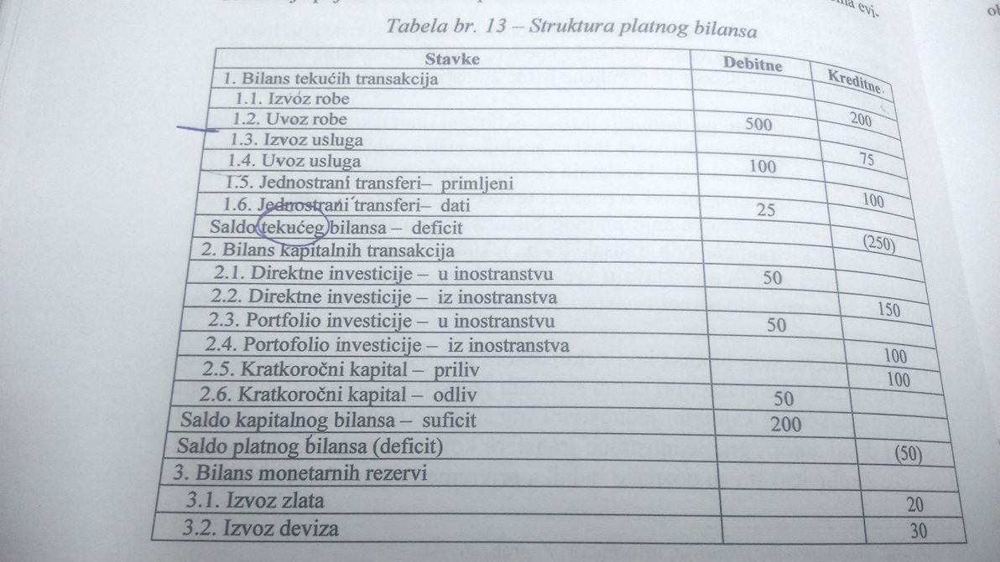 ma evi-
Tabela br. 13 – Struktura platnog bilansa
Stavke Debitne Kreditne
1. Bilans tekućih transakcija
1.1. Izvoz robe 200
1.2. Uvoz robe 500
1.3. Izvoz usluga 75
1.4. Uvoz usluga 100
1.5. Jednostrani transferi– primljeni 100
1.6. Jednostrani transferi– dati 25
Saldo tekućeg bilansa – deficit (250)
2. Bilans kapitalnih transakcija
2.1. Direktne investicije – u inostranstvu 50
2.2. Direktne investicije – iz inostranstva 150
2.3. Portfolio investicije – u inostranstvu 50
2.4. Portofolio investicije – iz inostranstva 100
2.5. Kratkoročni kapital – priliv 100
2.6. Kratkoročni kapital – odliv 50
Saldo kapitalnog bilansa – suficit 200
Saldo platnog bilansa (deficit) (50)
3. Bilans monetarnih rezervi
3.1. Izvoz zlata 20
3.2. Izvoz deviza 30